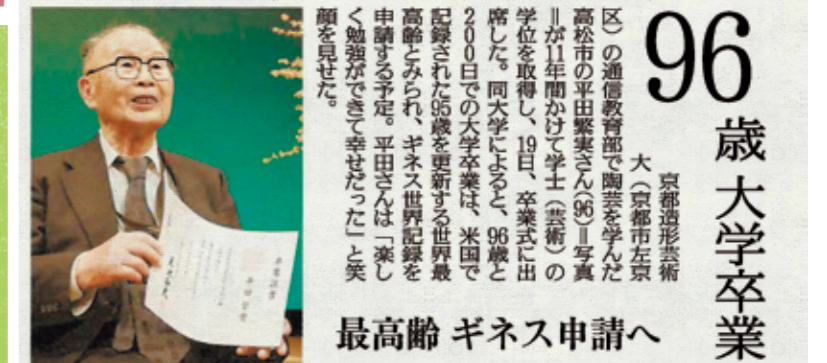 96歳 大学卒業
最高齢 ギネス申請へ
京都造形芸術
大（京都市左京
区）の通信教育部で陶芸を学んだ
高松市の平田繁実さん(96)＝写真
＝が11年間かけて学士（芸術）の
学位を取得し、19日、卒業式に出
席した。同大学によると、96歳と
200日での大学卒業は、米国で
記録された95歳を更新する世界最
高齢とみられ、ギネス世界記録を
申請する予定。平田さんは「楽し
く勉強ができて幸せだった」と笑
顔を見せた。
卒業証書